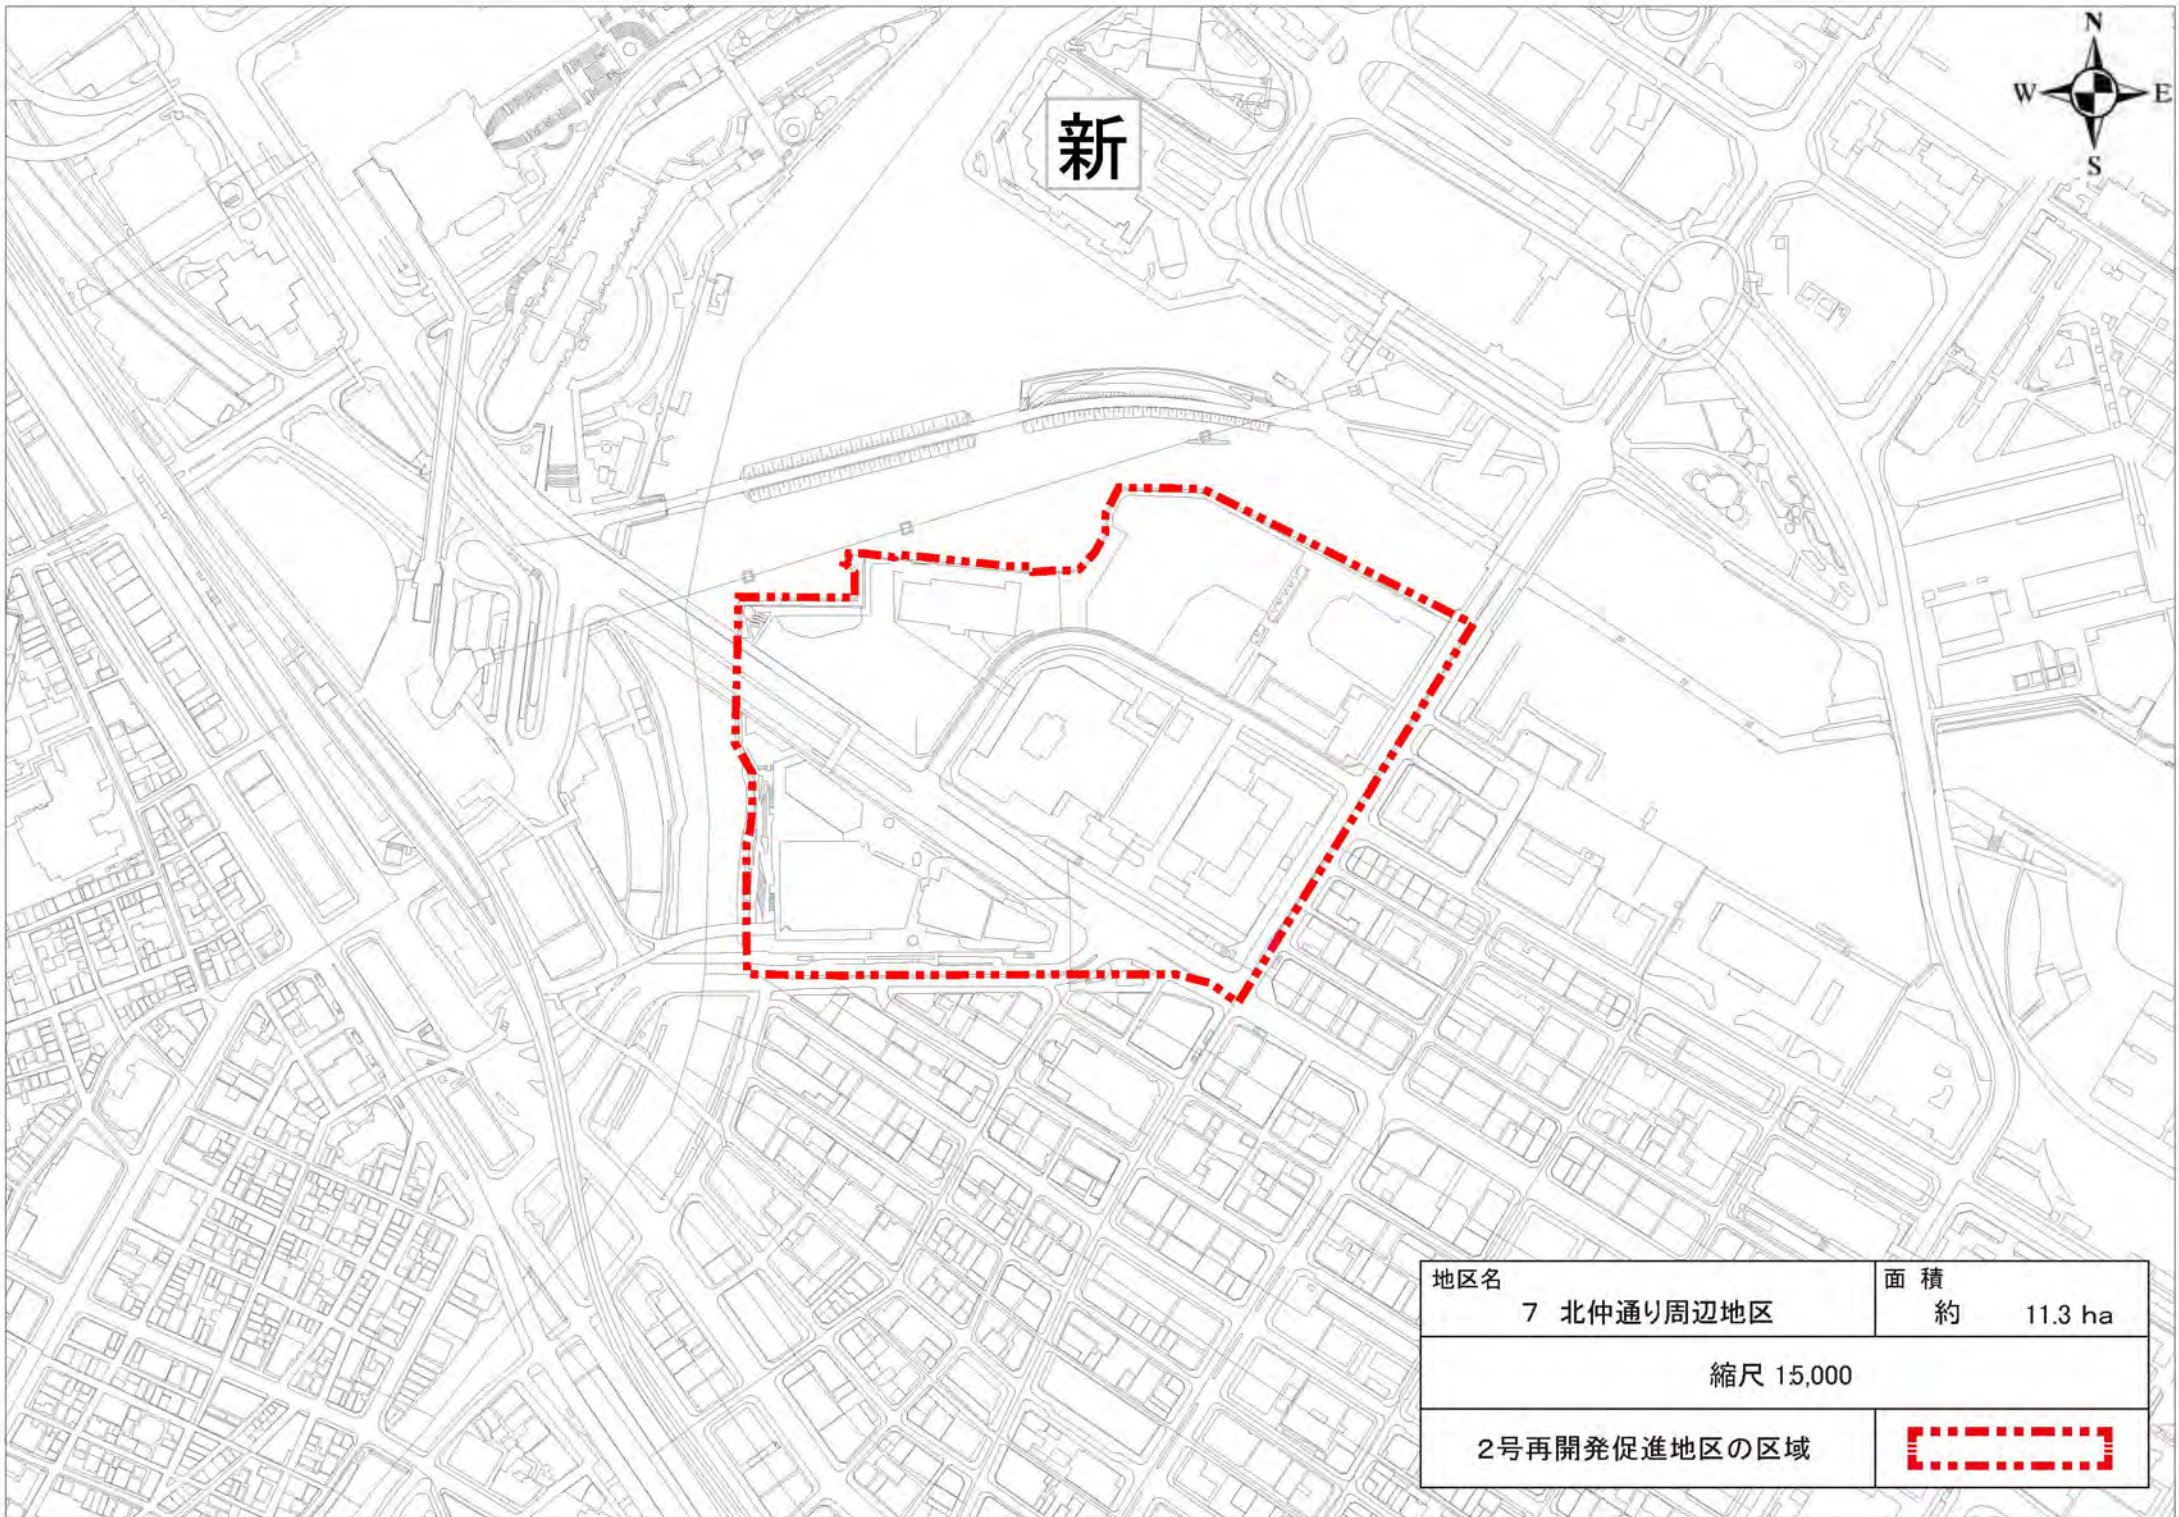 N
W E
S
新
地区名
7 北仲通り周辺地区
面 積
約 11.3 ha
縮尺 15,000
2号再開発促進地区の区域